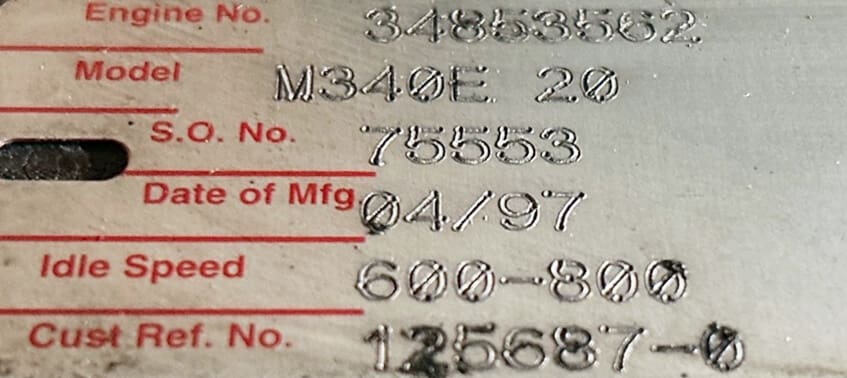 Engine No. 34853562
Model M340E 20
S.O. No. 75553
Date of Mfg. 04/97
Idle Speed 600-800
Cust Ref. No. 125687-0